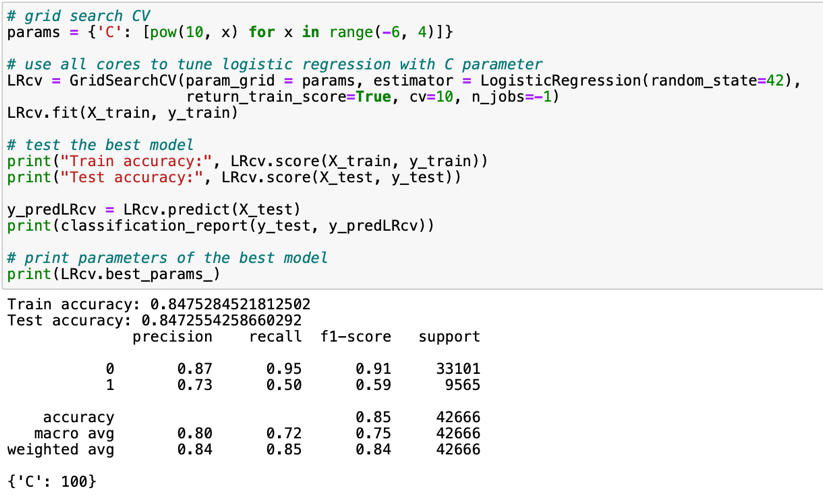 # grid search CV
params = {'C': [pow(10, x) for x in range(-6, 4)]}

# use all cores to tune logistic regression with C parameter
LRcv = GridSearchCV(param_grid = params, estimator = LogisticRegression(random_state=42),
                    return_train_score=True, cv=10, n_jobs=-1)
LRcv.fit(X_train, y_train)

# test the best model
print("Train accuracy:", LRcv.score(X_train, y_train))
print("Test accuracy:", LRcv.score(X_test, y_test))

y_predLRcv = LRcv.predict(X_test)
print(classification_report(y_test, y_predLRcv))

# print parameters of the best model
print(LRcv.best_params_)
Train accuracy: 0.8475284521812502
Test accuracy: 0.8472554258660292
              precision    recall  f1-score   support

           0       0.87      0.95      0.91     33101
           1       0.73      0.50      0.59      9565

    accuracy                           0.85     42666
   macro avg       0.80      0.72      0.75     42666
weighted avg       0.84      0.85      0.84     42666

{'C': 100}